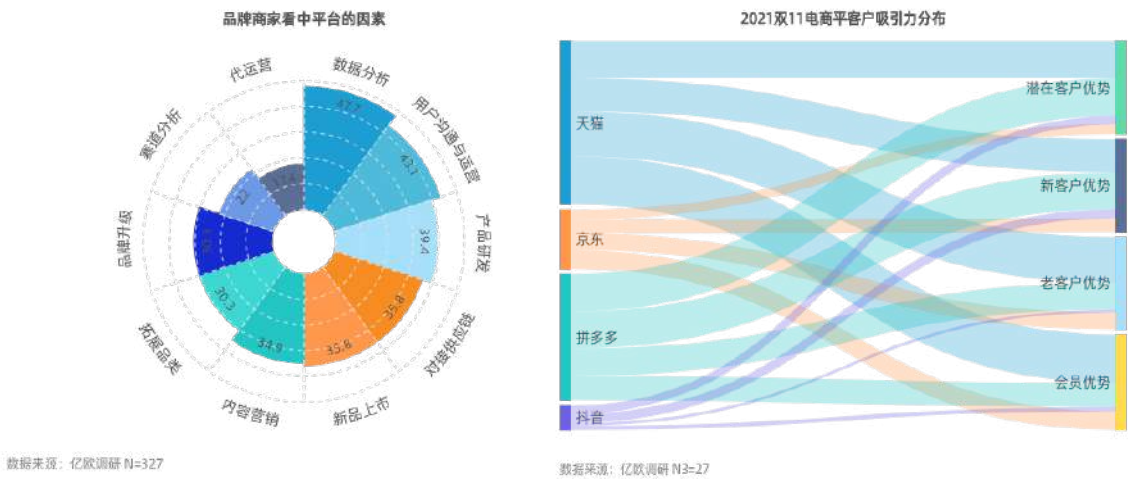 品牌商家看中平台的因素
代运营
数据分析
用户沟通与运营
产品研发
对接供应链
新品上市
内容营销
拓展品类
品牌升级
赛道分析
47.7
43.1
39.4
35.8
35.8
34.9
30.3
22
数据来源：亿欧调研 N=327
2021双11电商平客户吸引力分布
天猫
京东
拼多多
抖音
潜在客户优势
新客户优势
老客户优势
会员优势
数据来源：亿欧调研 N3=27